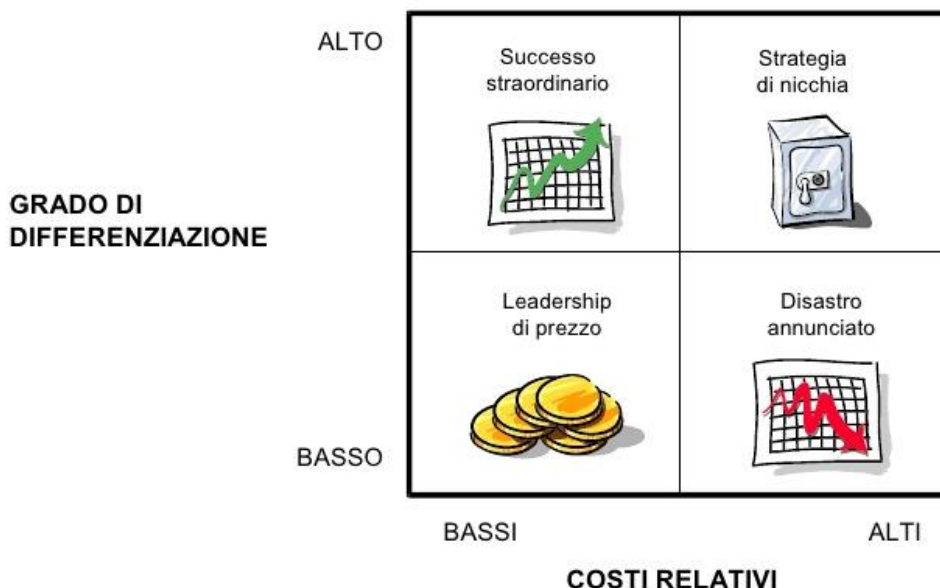 ALTO
Successo
straordinario
Strategia
di nicchia
GRADO DI
DIFFERENZIAZIONE
Leadership
di prezzo
Disastro
annunciato
BASSO
BASSI
ALTI
COSTI RELATIVI